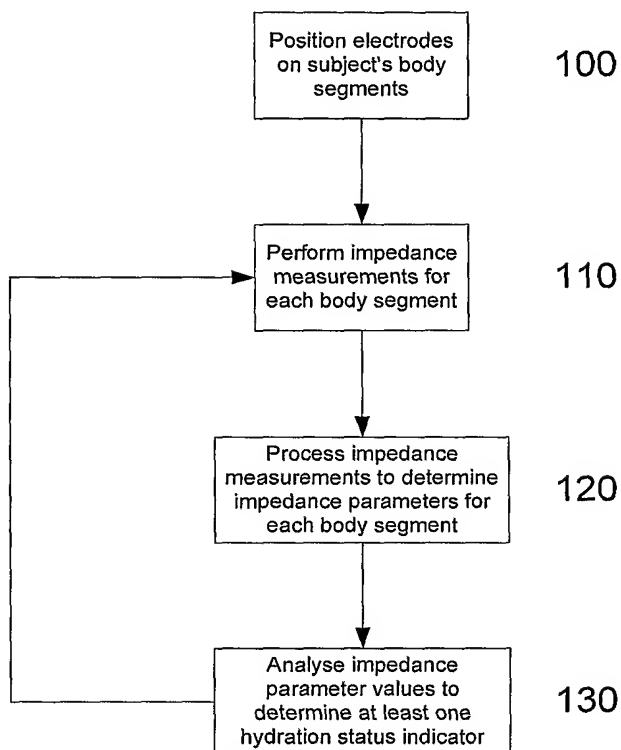 Position electrodes
on subject's body
segments
100
Perform impedance
measurements for
each body segment
110
Process impedance
measurements to determine
impedance parameters for
each body segment
120
Analyse impedance
parameter values to
determine at least one
hydration status indicator
130